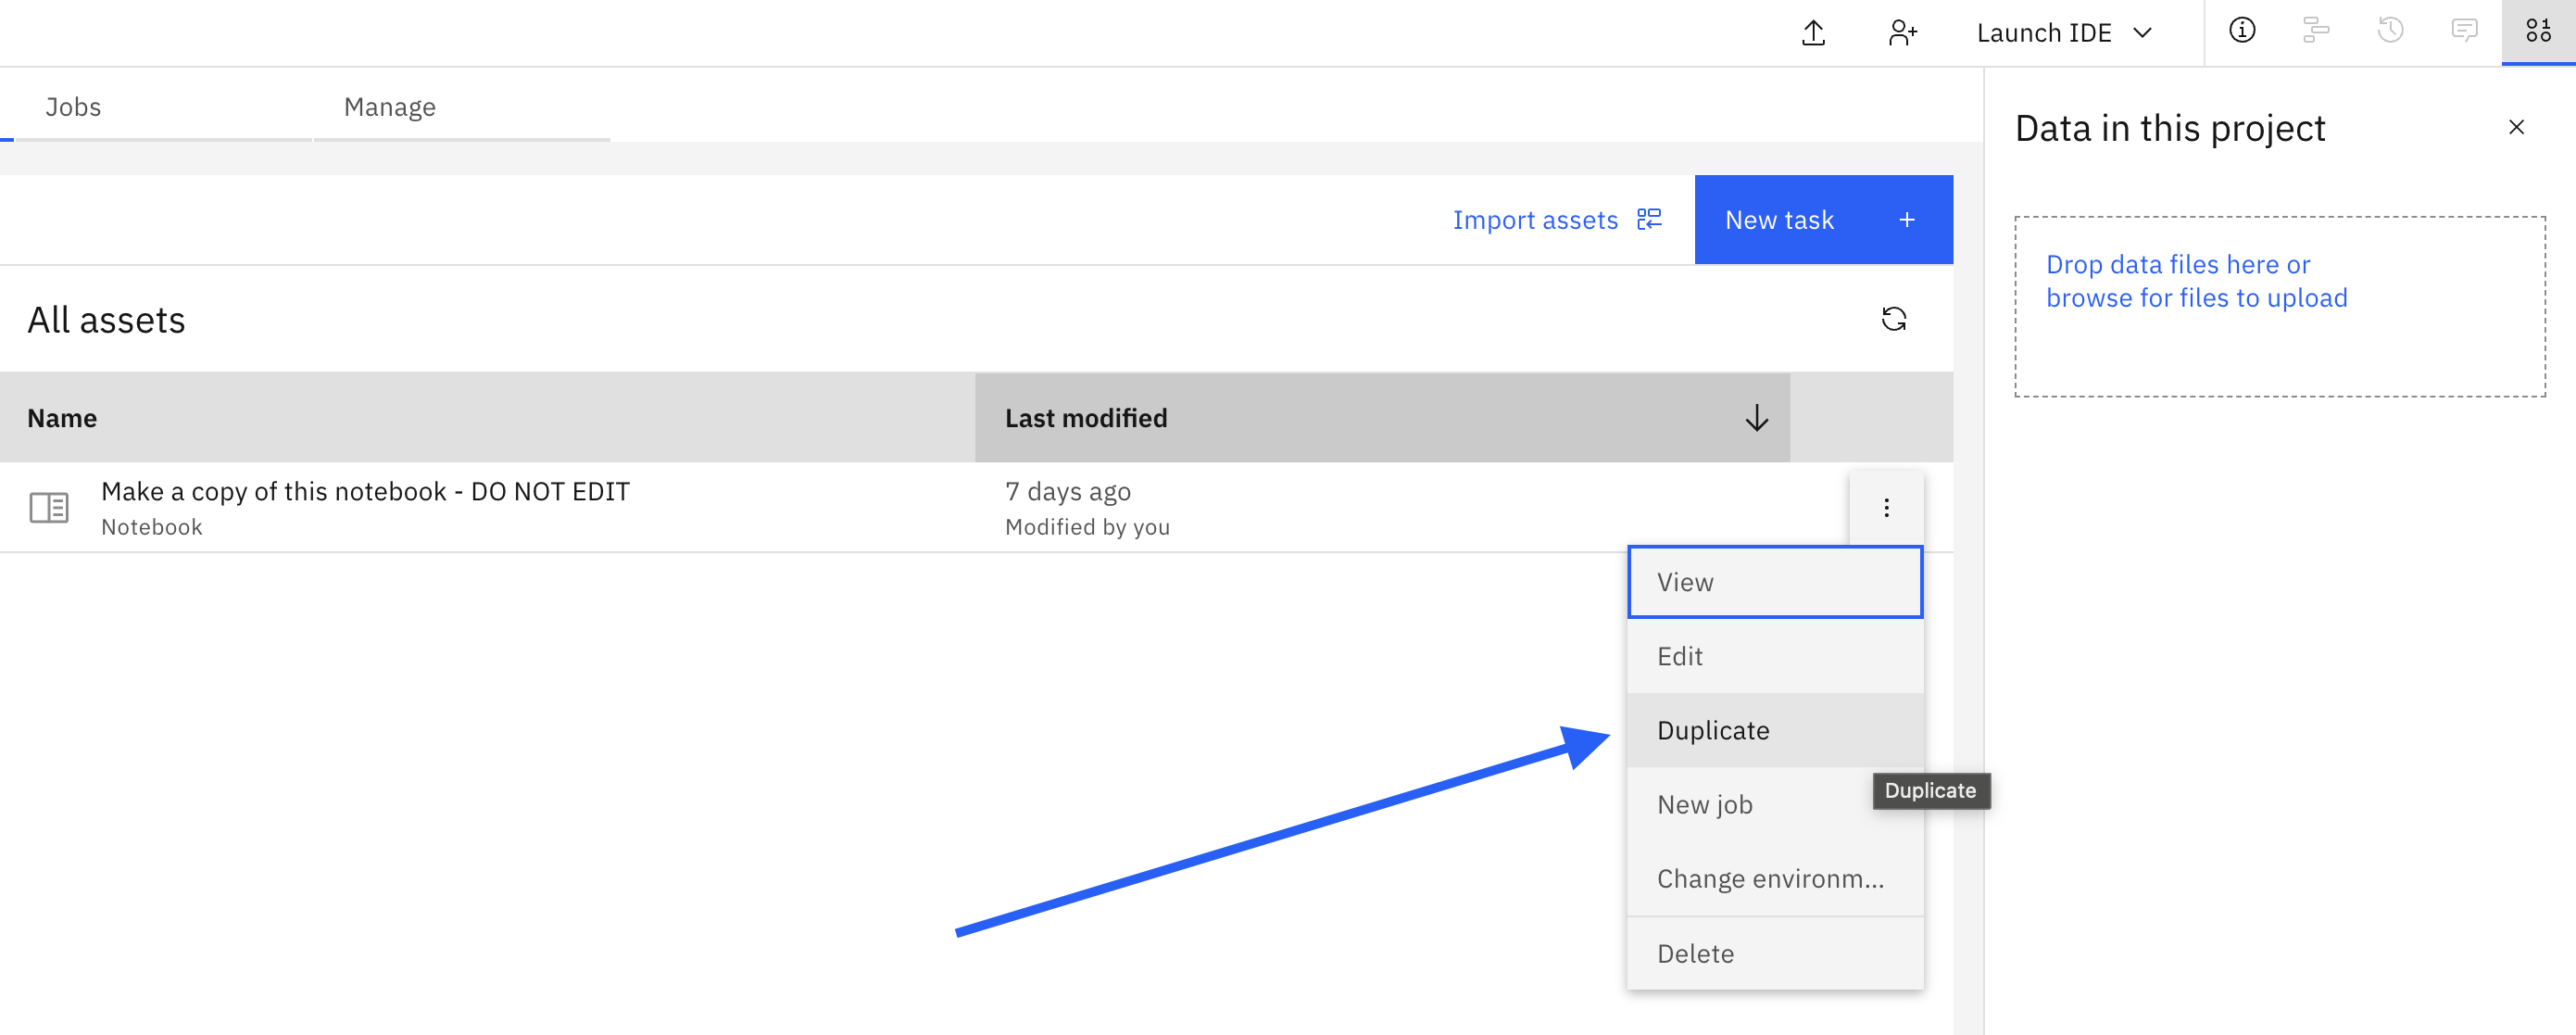 Launch IDE
Jobs
Manage
Data in this project
Import assets
New task
Drop data files here or
browse for files to upload
All assets
Name
Last modified
Make a copy of this notebook - DO NOT EDIT
7 days ago
Notebook
Modified by you
View
Edit
Duplicate
Duplicate
New job
Change environm...
Delete